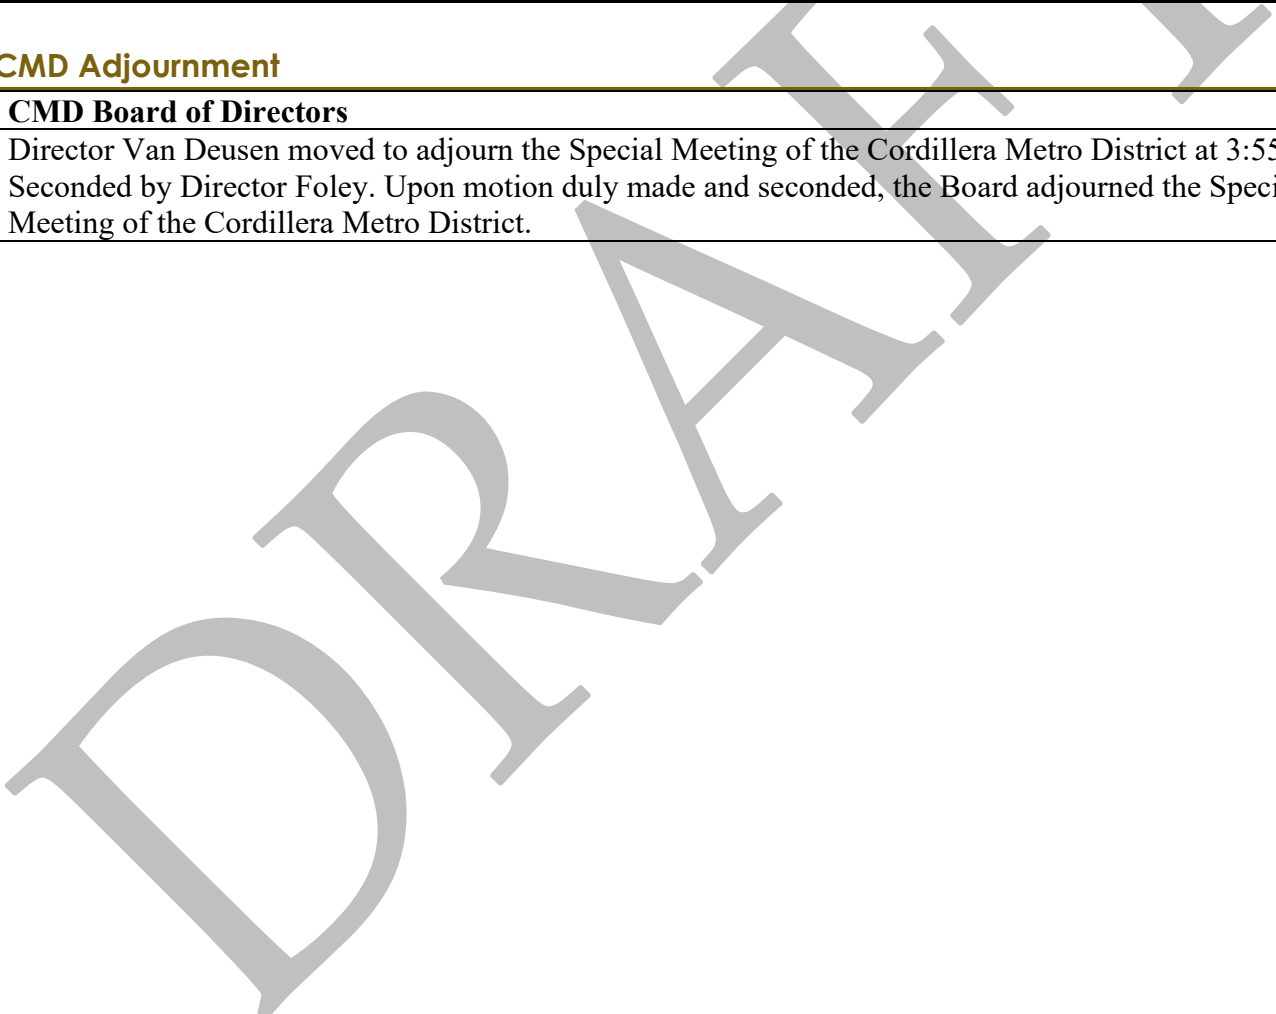 CMD Adjournment
CMD Board of Directors
Director Van Deusen moved to adjourn the Special Meeting of the Cordillera Metro District at 3:55
Seconded by Director Foley. Upon motion duly made and seconded, the Board adjourned the Speci
Meeting of the Cordillera Metro District.
DRAFT